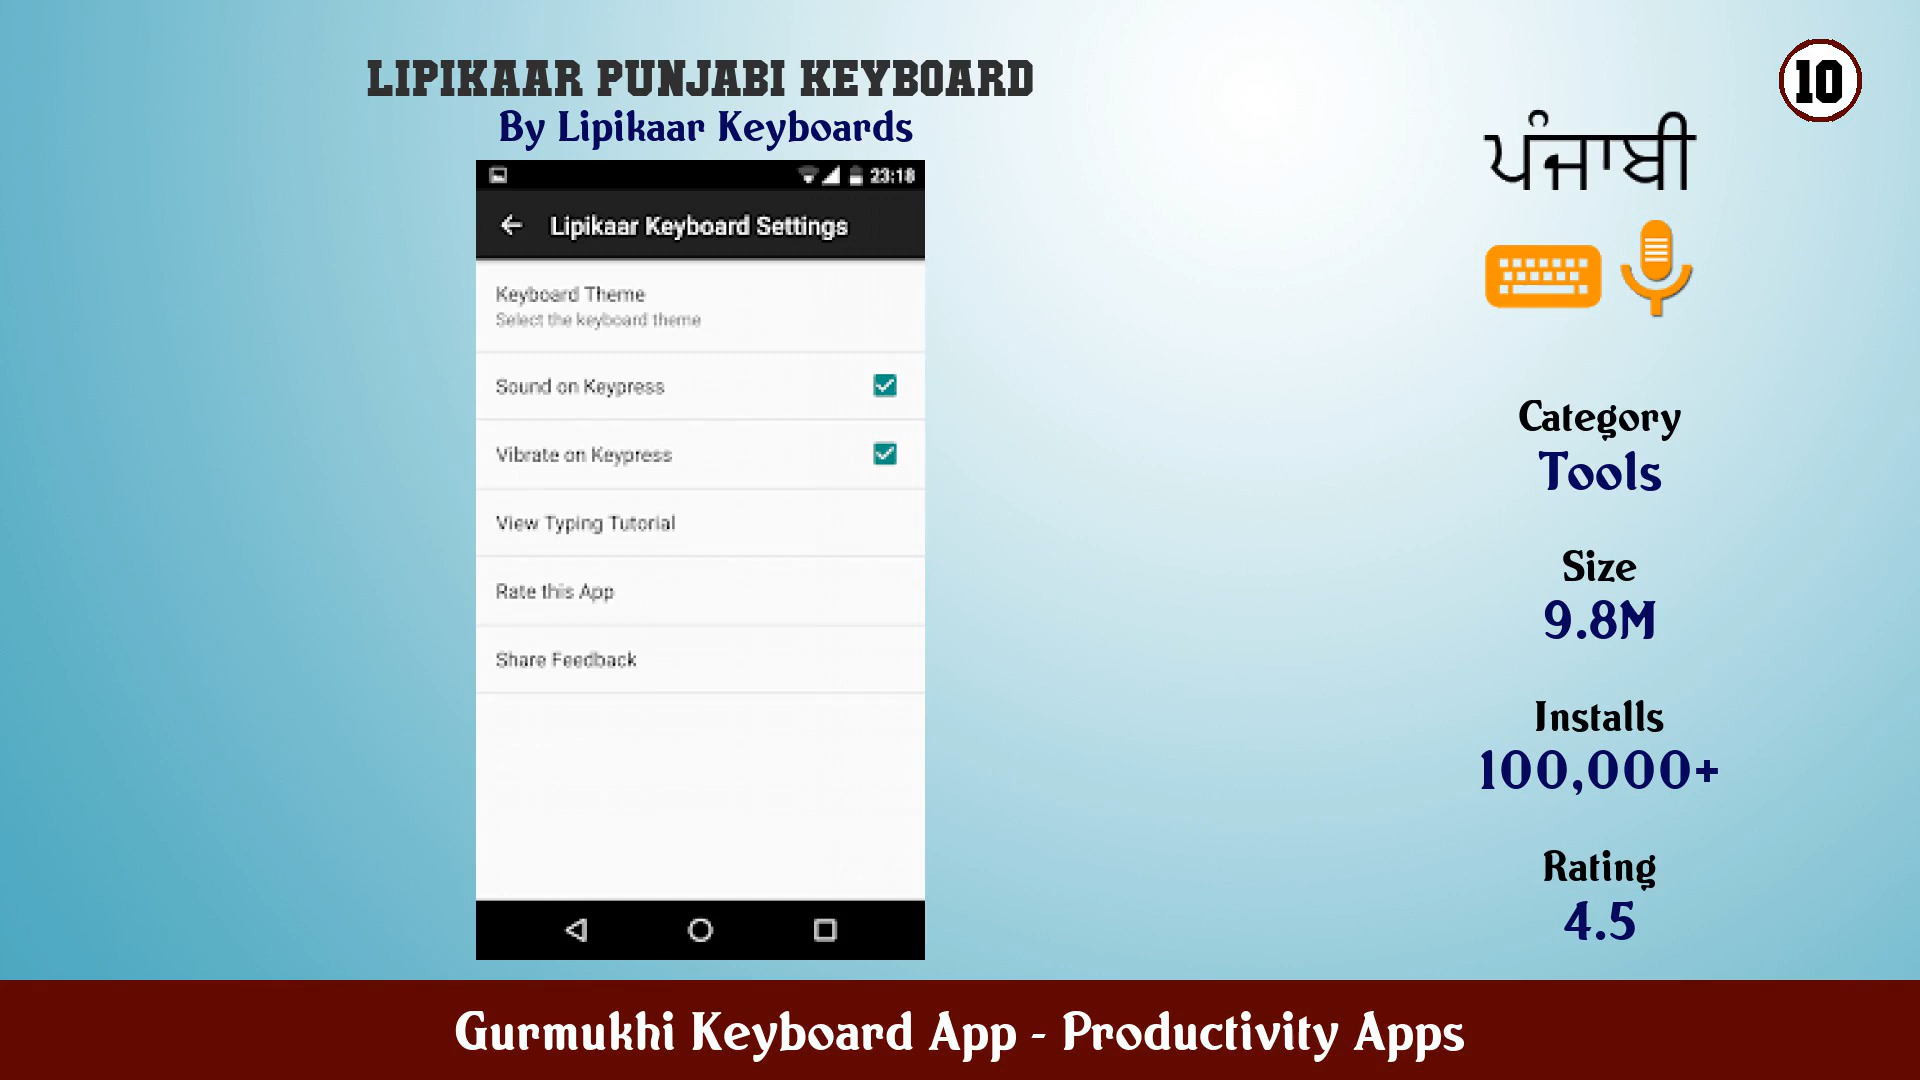 LIPIKAAR PUNJABI KEYBOARD
By Lipikaar Keyboards
10
23:18
Lipikaar Keyboard Settings
Keyboard Theme
Select the keyboard theme
Sound on Keypress
Vibrate on Keypress
View Typing Tutorial
Rate this App
Share Feedback
ਪੰਜਾਬੀ
Category
Tools
Size
9.8M
Installs
100,000+
Rating
4.5
Gurmukhi Keyboard App - Productivity Apps